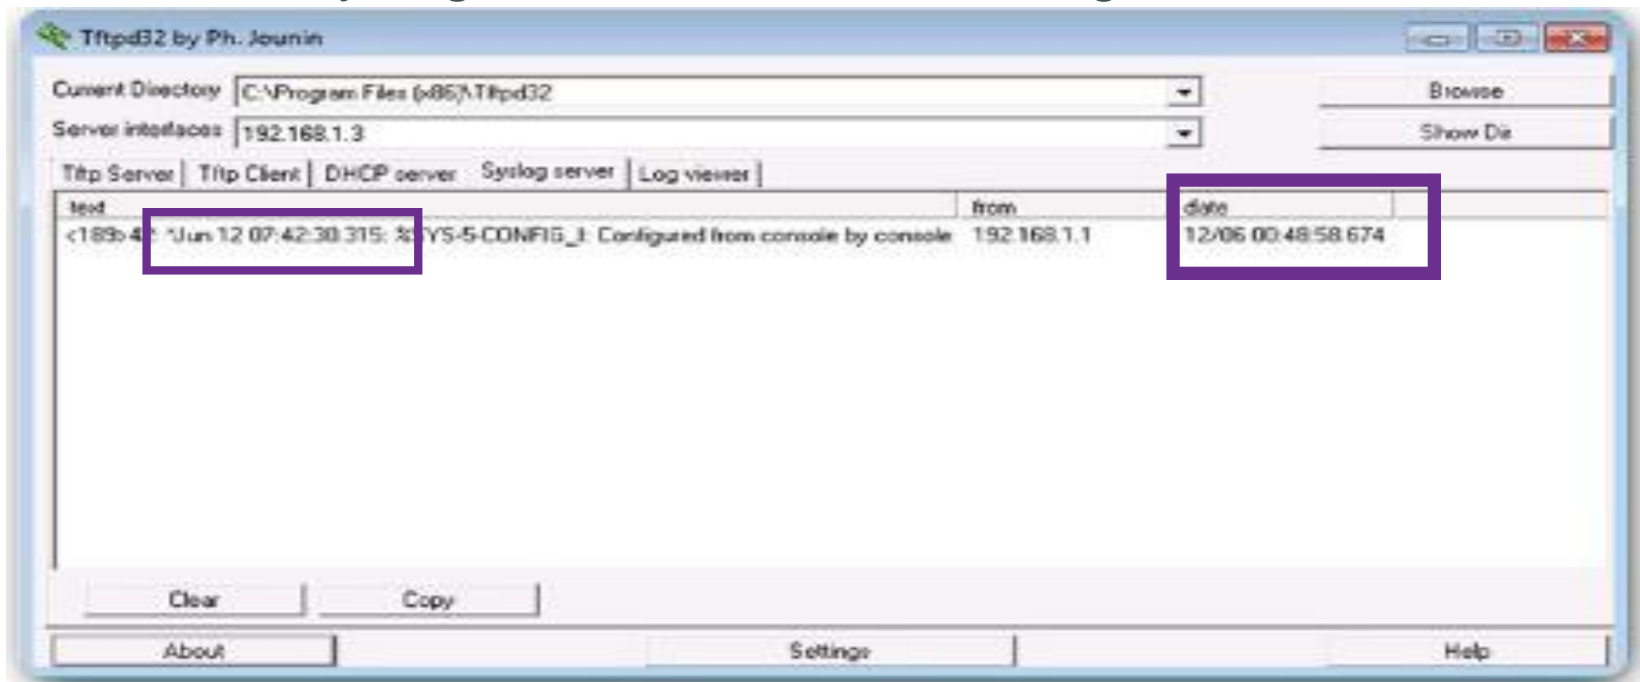 Tftpd32 by Ph. Jounin
Current Directory C:\Program Files (x86)\Tftpd32 Browse
Server interfaces 192.168.1.3 Show Dir
Tftp Server Tftp Client DHCP server Syslog server Log viewer
text from date
<189>42: *Jun 12 07:42:30.315: %SYS-5-CONFIG_I: Configured from console by console 192.168.1.1 12/06 00:48:58.674
Clear Copy
About Settings Help